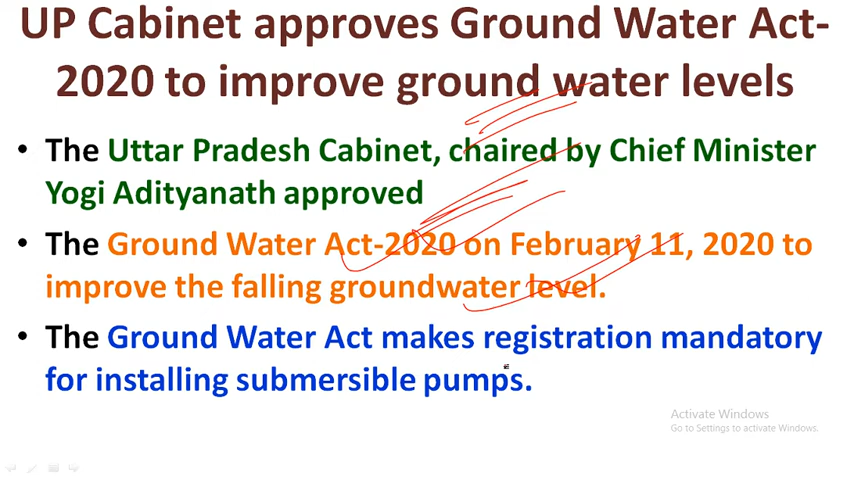 UP Cabinet approves Ground Water Act-
2020 to improve ground water levels
• The Uttar Pradesh Cabinet, chaired by Chief Minister
Yogi Adityanath approved
• The Ground Water Act-2020 on February 11, 2020 to
improve the falling groundwater level.
• The Ground Water Act makes registration mandatory
for installing submersible pumps.
Activate Windows
Go to Settings to activate Windows.